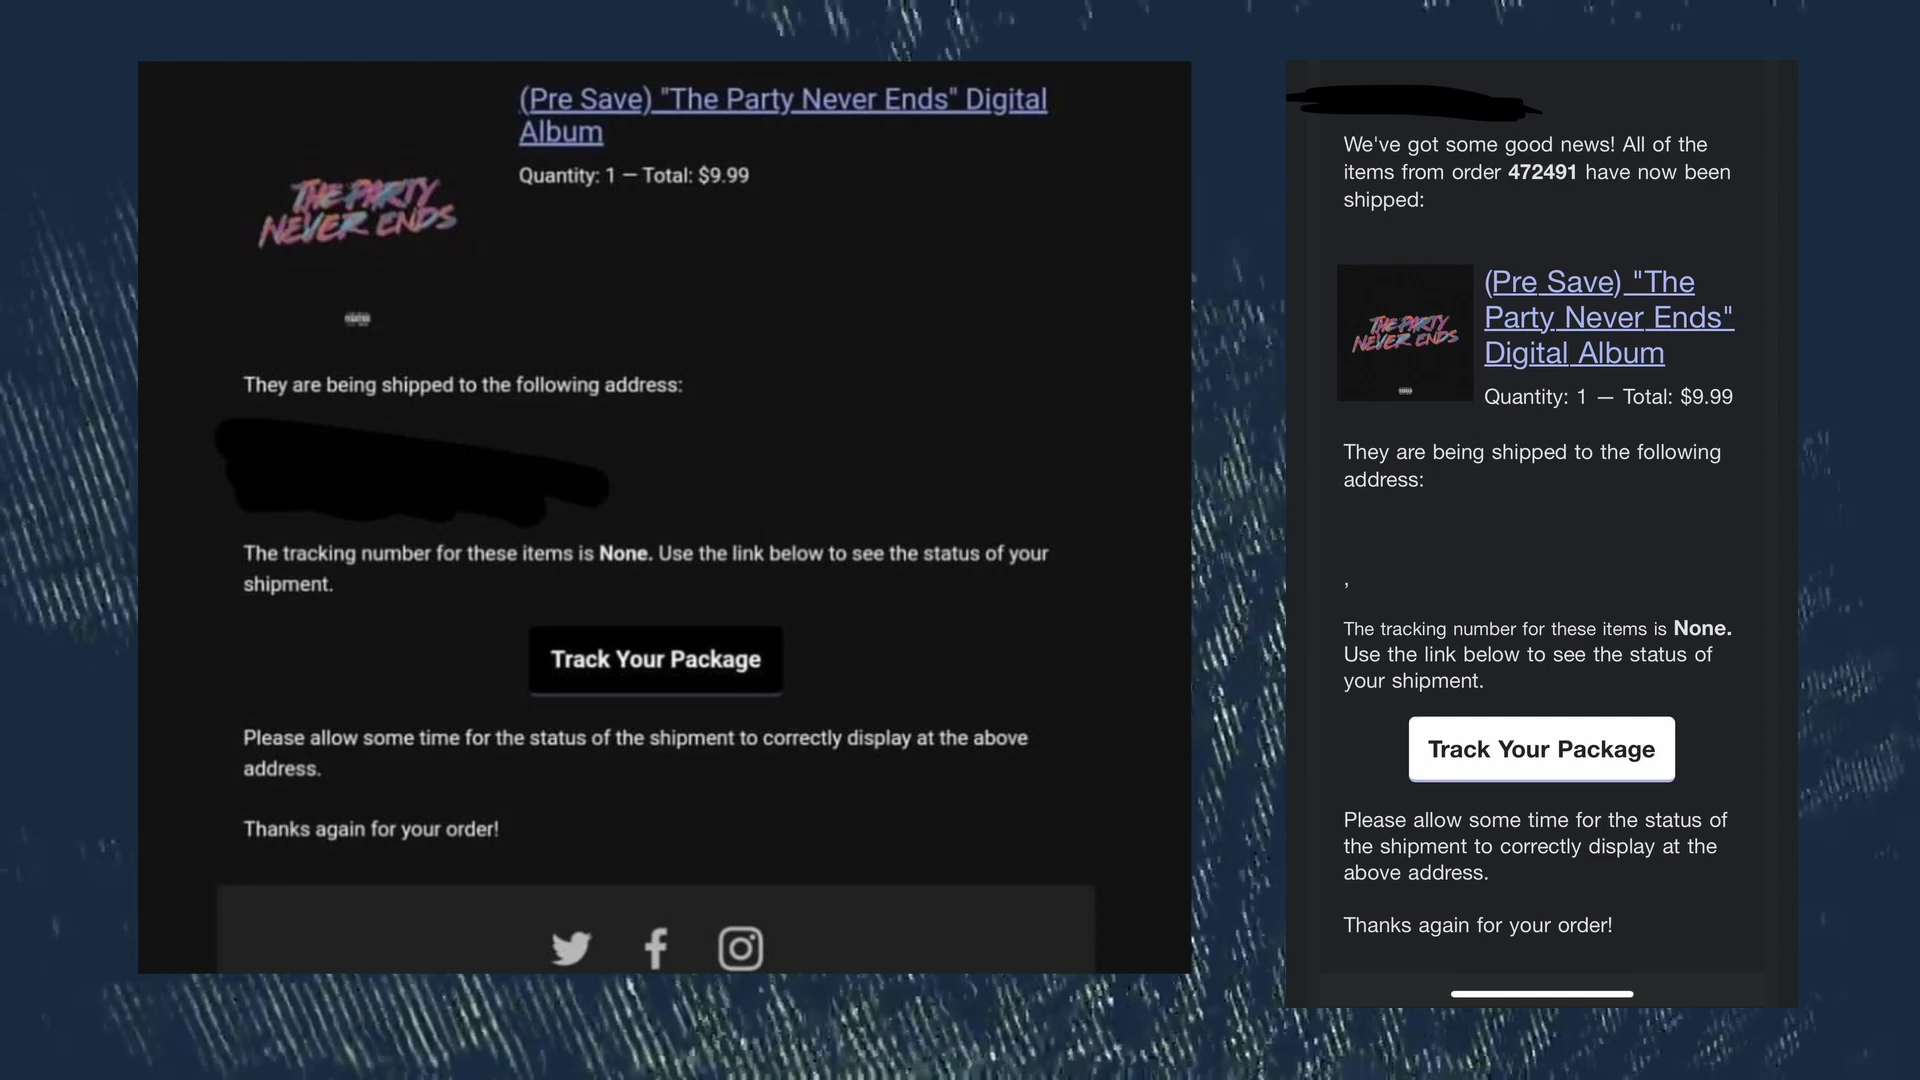 (Pre Save) "The Party Never Ends" Digital
Album
Quantity: 1 — Total: $9.99
THE PARTY
NEVER ENDS
They are being shipped to the following address:
The tracking number for these items is None. Use the link below to see the status of your
shipment.
Track Your Package
Please allow some time for the status of the shipment to correctly display at the above
address.
Thanks again for your order!
We've got some good news! All of the
items from order 472491 have now been
shipped:
THE PARTY
NEVER ENDS
(Pre Save) "The
Party Never Ends"
Digital Album
Quantity: 1 — Total: $9.99
They are being shipped to the following
address:
,
The tracking number for these items is None.
Use the link below to see the status of
your shipment.
Track Your Package
Please allow some time for the status of
the shipment to correctly display at the
above address.
Thanks again for your order!